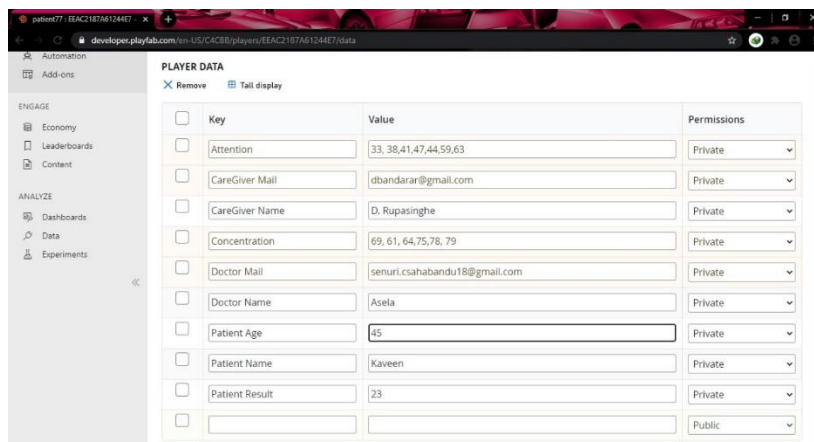 patient77 : EEAC2187A61244E7 -
developer.playfab.com/en-US/C4CBB/players/EEAC2187A61244E7/data
Automation
Add-ons
ENGAGE
Economy
Leaderboards
Content
ANALYZE
Dashboards
Data
Experiments
PLAYER DATA
Remove Tall display
Key Value Permissions
Attention 33, 38,41,47,44,59,63 Private
CareGiver Mail dbandarar@gmail.com Private
CareGiver Name D. Rupasinghe Private
Concentration 69, 61, 64,75,78, 79 Private
Doctor Mail senuri.csahabandu18@gmail.com Private
Doctor Name Asela Private
Patient Age 45 Private
Patient Name Kaveen Private
Patient Result 23 Private
Public